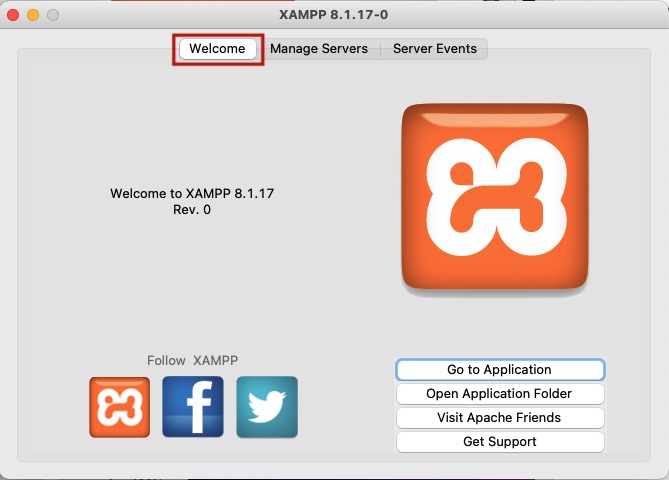 XAMPP 8.1.17-0
Welcome
Manage Servers
Server Events
Welcome to XAMPP 8.1.17
Rev. 0
Follow XAMPP
Go to Application
Open Application Folder
Visit Apache Friends
Get Support